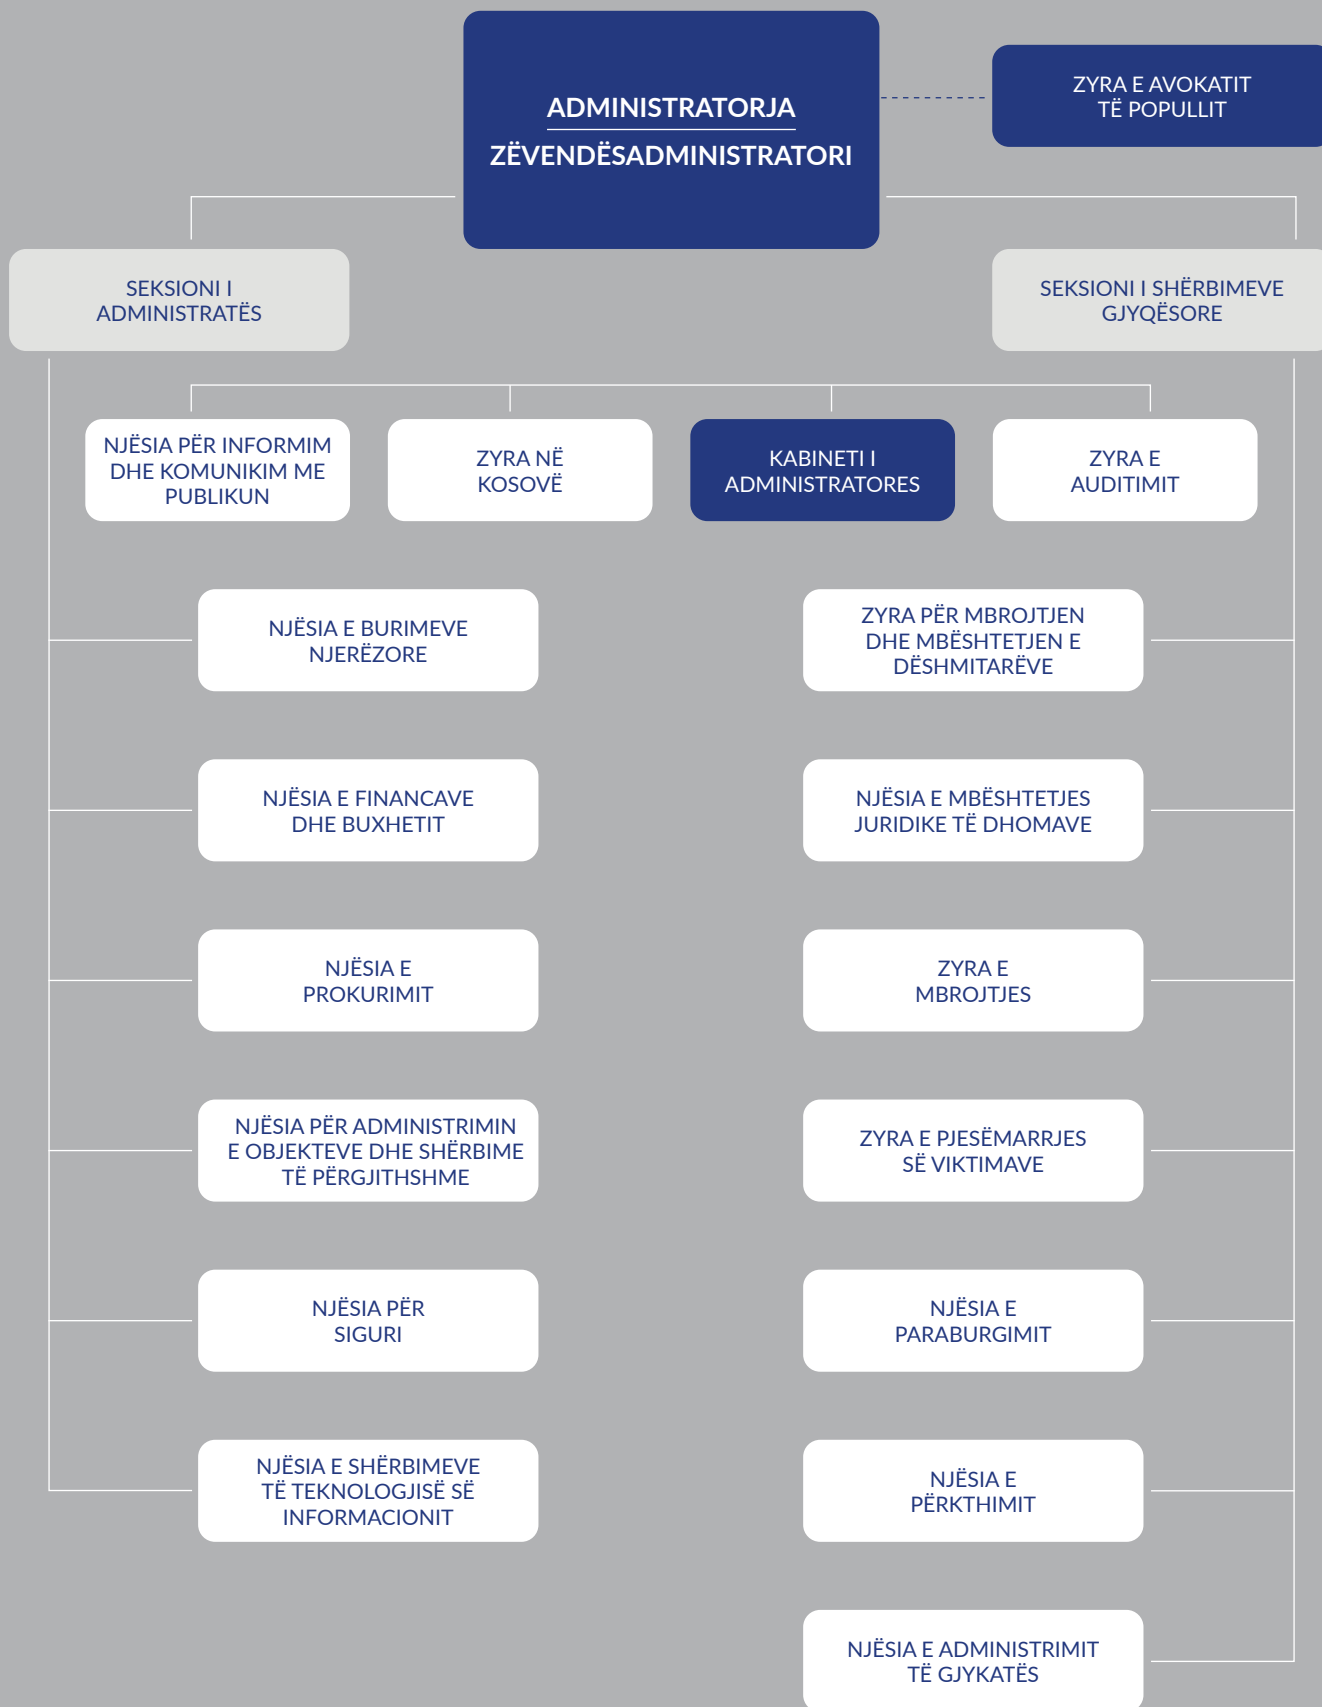 ADMINISTRATORJA
ZËVENDËSADMINISTRATORI
ZYRA E AVOKATIT
TË POPULLIT
SEKSIONI I
ADMINISTRATËS
SEKSIONI I SHËRBIMEVE
GJYQËSORE
NJËSIA PËR INFORMIM
DHE KOMUNIKIM ME
PUBLIKUN
ZYRA NË
KOSOVË
KABINETI I
ADMINISTRATORES
ZYRA E
AUDITIMIT
NJËSIA E BURIMEVE
NJERËZORE
ZYRA PËR MBROJTJEN
DHE MBËSHTETJEN E
DËSHMITARËVE
NJËSIA E FINANCAVE
DHE BUXHETIT
NJËSIA E MBËSHTETJES
JURIDIKE TË DHOMAVE
NJËSIA E
PROKURIMIT
ZYRA E
MBROJTJES
NJËSIA PËR ADMINISTRIMIN
E OBJEKTEVE DHE SHËRBIME
TË PËRGJITHSHME
ZYRA E PJESËMARRJES
SË VIKTIMAVE
NJËSIA PËR
SIGURI
NJËSIA E
PARABURGIMIT
NJËSIA E SHËRBIMEVE
TË TEKNOLOGJISË SË
INFORMACIONIT
NJËSIA E
PËRKTHIMIT
NJËSIA E ADMINISTRIMIT
TË GJYKATËS